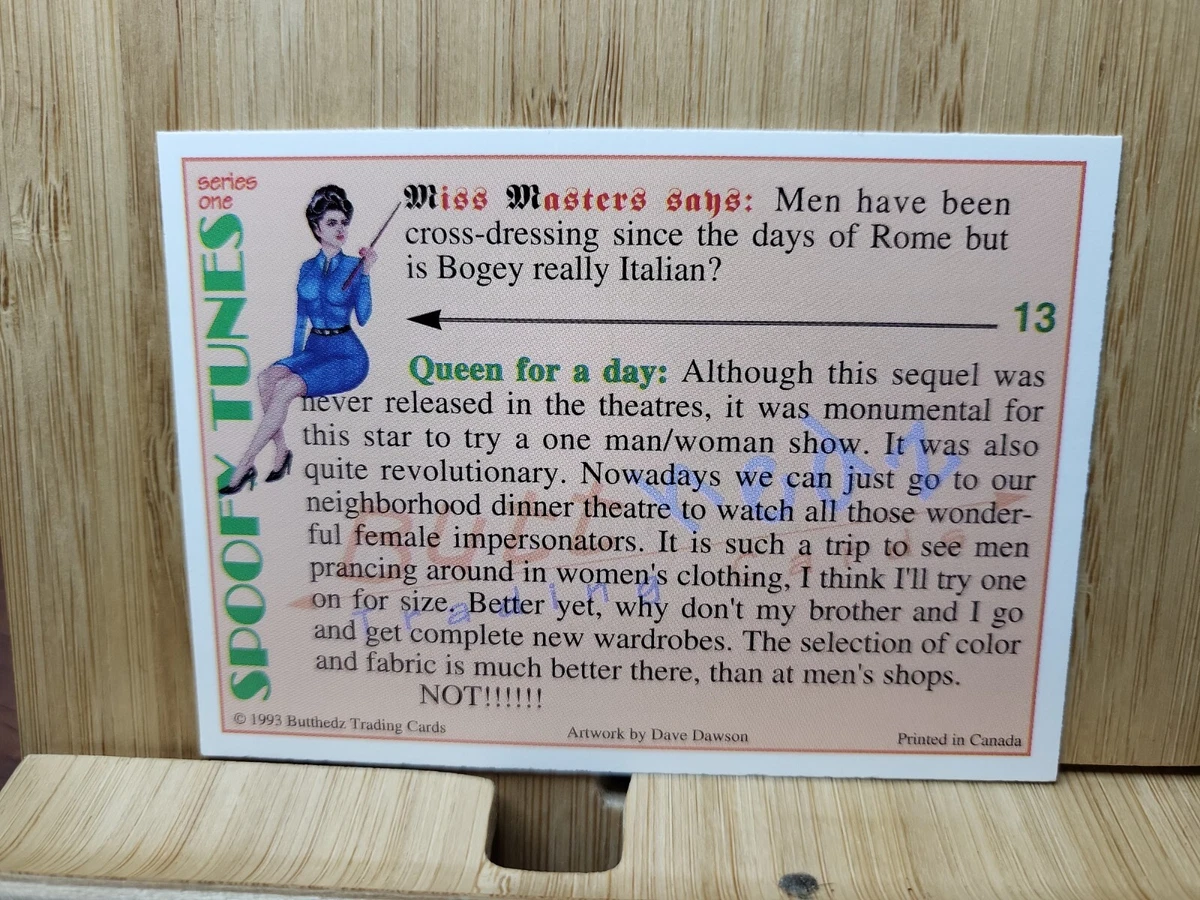 series
one
SPOOFY TUNES
Miss Masters says: Men have been
cross-dressing since the days of Rome but
is Bogey really Italian?
13
Queen for a day: Although this sequel was
never released in the theatres, it was monumental for
this star to try a one man/woman show. It was also
quite revolutionary. Nowadays we can just go to our
neighborhood dinner theatre to watch all those wonder-
ful female impersonators. It is such a trip to see men
prancing around in women's clothing, I think I'll try one
on for size. Better yet, why don't my brother and I go
and get complete new wardrobes. The selection of color
and fabric is much better there, than at men's shops.
NOT!!!!!!
© 1993 Butthedz Trading Cards
Artwork by Dave Dawson
Printed in Canada
Butt Hedz
Trading Cards